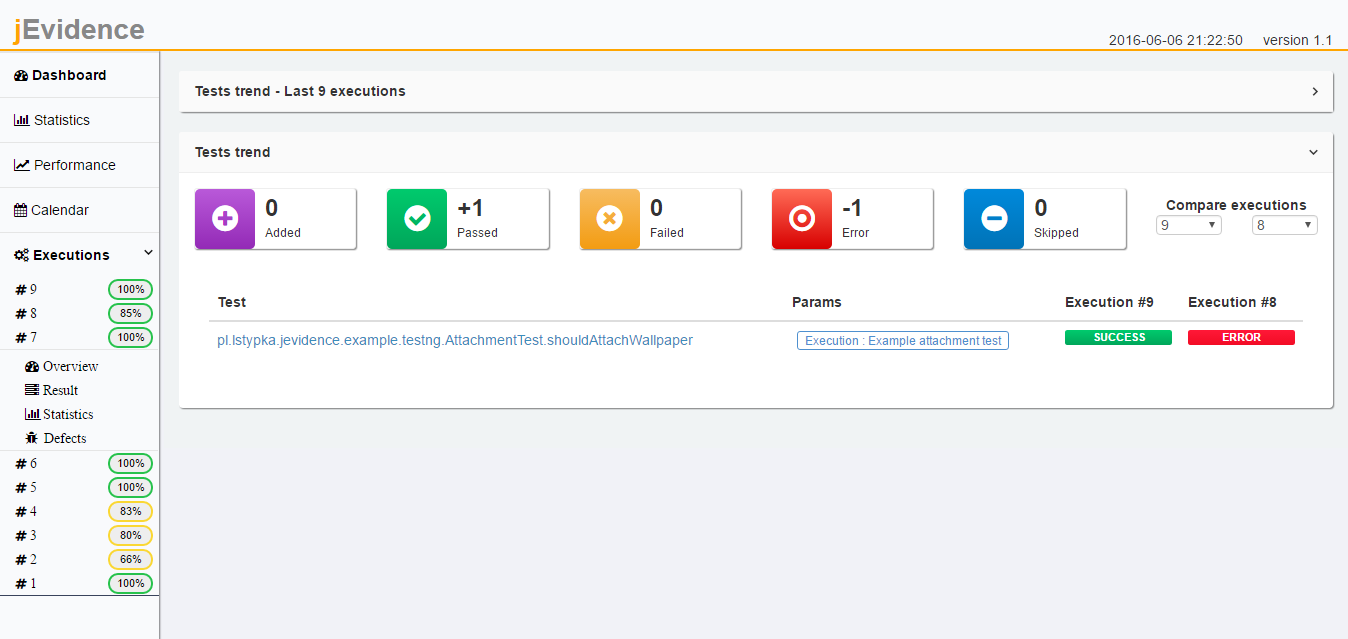 jEvidence
2016-06-06 21:22:50 version 1.1
Dashboard
Statistics
Performance
Calendar
Executions
# 9 100%
# 8 85%
# 7 100%
Overview
Result
Statistics
Defects
# 6 100%
# 5 100%
# 4 83%
# 3 80%
# 2 66%
# 1 100%
Tests trend - Last 9 executions
Tests trend
0
Added
+1
Passed
0
Failed
-1
Error
0
Skipped
Compare executions
9 8
Test Params Execution #9 Execution #8
pl.lstypka.jevidence.example.testng.AttachmentTest.shouldAttachWallpaper Execution : Example attachment test SUCCESS ERROR